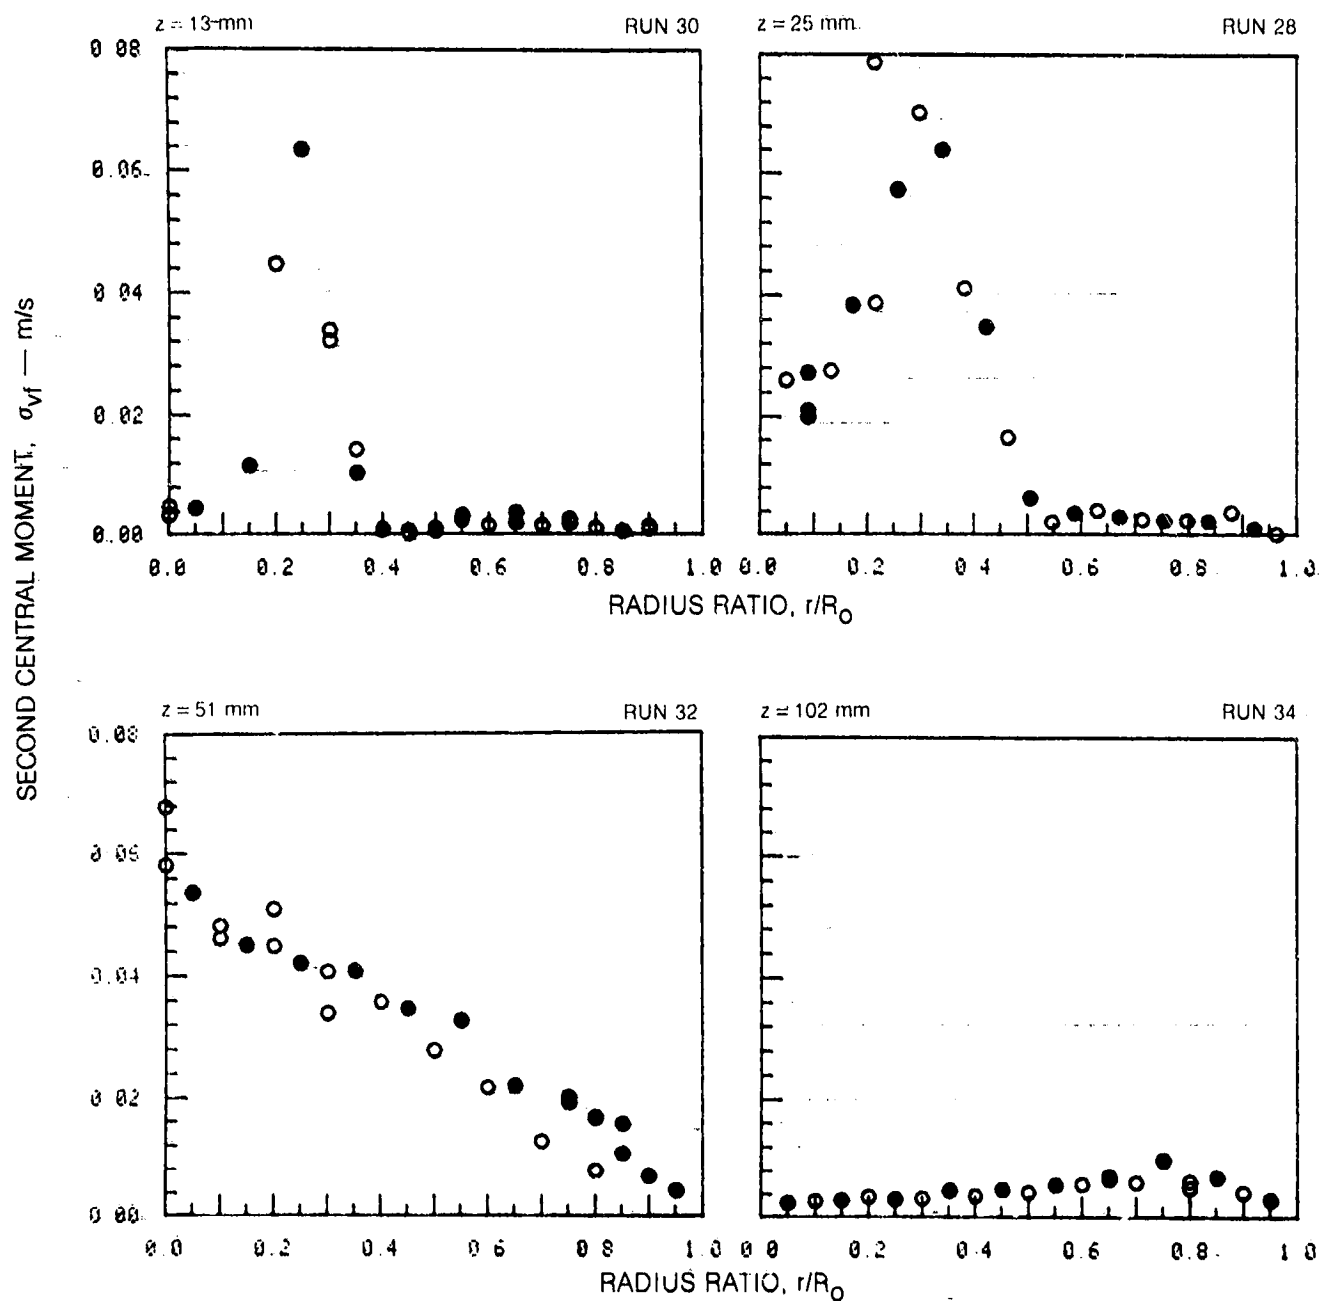 z = 13 mm RUN 30
z = 25 mm RUN 28
0.08
0.06
0.04
0.02
0.00
0.0 0.2 0.4 0.6 0.8 1.0
0.0 0.2 0.4 0.6 0.8 1.0
RADIUS RATIO, r/Ro
SECOND CENTRAL MOMENT, σvf — m/s
z = 51 mm RUN 32
z = 102 mm RUN 34
0.08
0.06
0.04
0.02
0.00
0.0 0.2 0.4 0.6 0.8 1.0
0.0 0.2 0.4 0.6 0.8 1.0
RADIUS RATIO, r/Ro